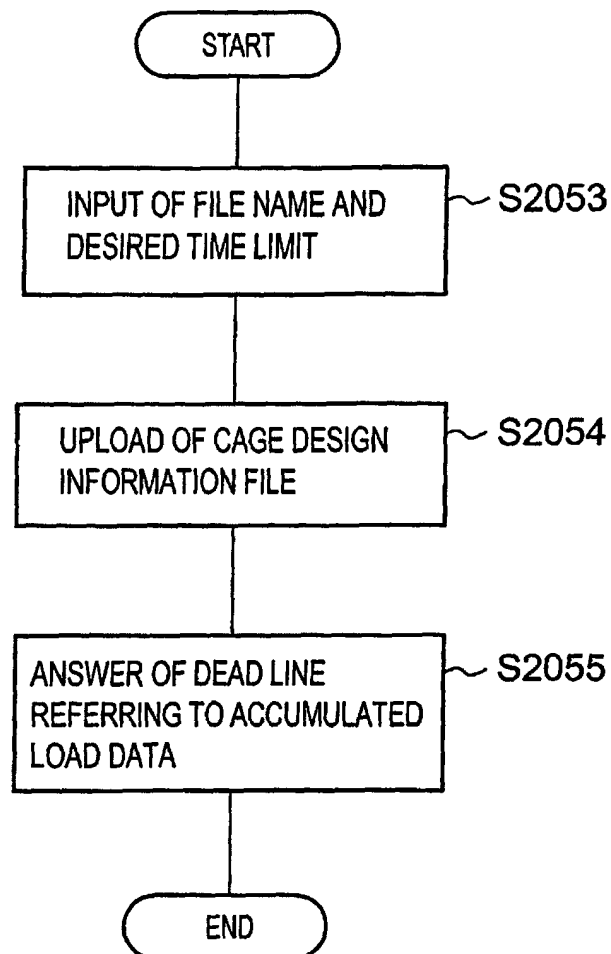 START
INPUT OF FILE NAME AND
DESIRED TIME LIMIT
S2053
UPLOAD OF CAGE DESIGN
INFORMATION FILE
S2054
ANSWER OF DEAD LINE
REFERRING TO ACCUMULATED
LOAD DATA
S2055
END